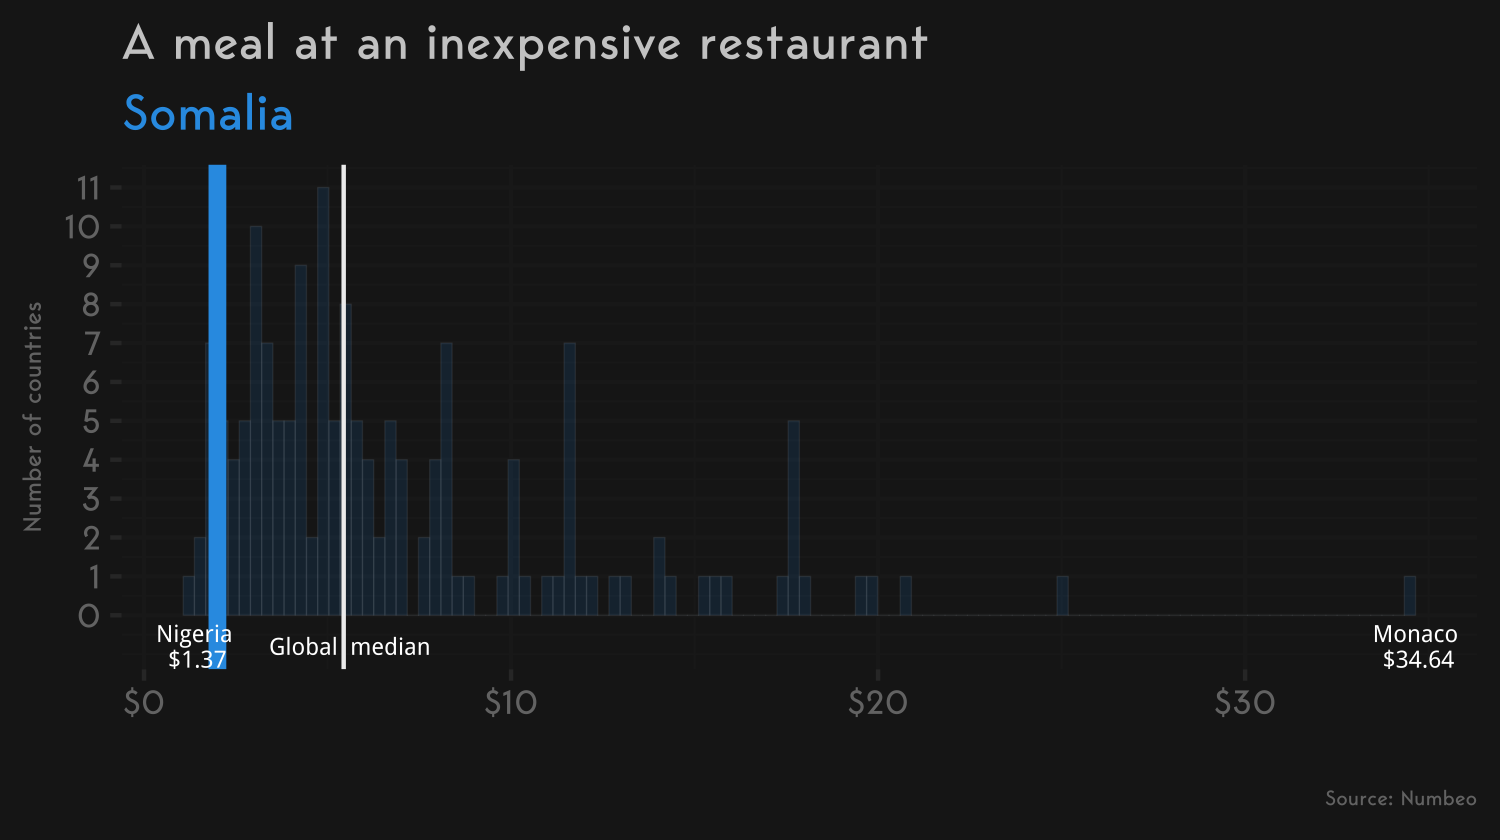 A meal at an inexpensive restaurant
Somalia
11
10
9
8
7
6
5
4
3
2
1
0
Number of countries
Nigeria
$1.37
Global median
Monaco
$34.64
$0 $10 $20 $30
Source: Numbeo